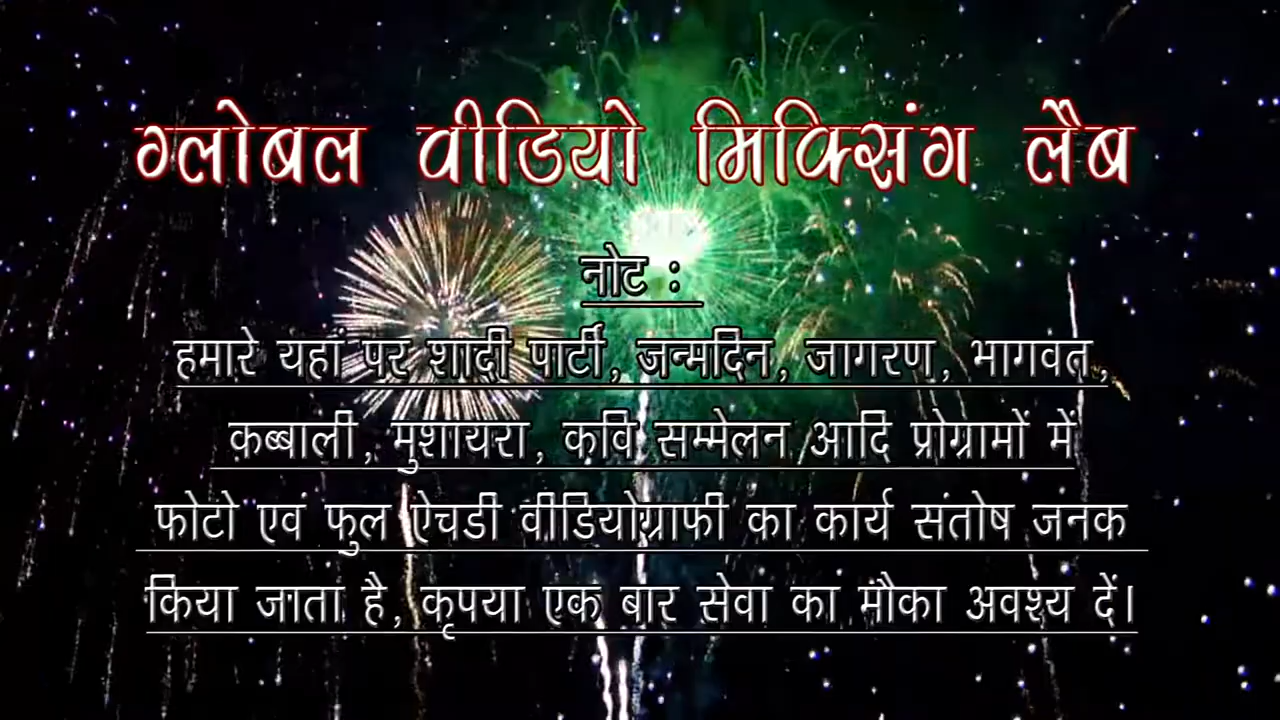 ग्लोबल वीडियो मिक्सिंग लैब
नोट :
हमारे यहां पर शादी पार्टी, जन्मदिन, जागरण, भागवत,
क़ब्बाली, मुशायरा, कवि सम्मेलन आदि प्रोग्रामों में
फोटो एवं फुल ऐचडी वीडियोग्राफी का कार्य संतोष जनक
किया जाता है, कृपया एक बार सेवा का मौका अवश्य दें।